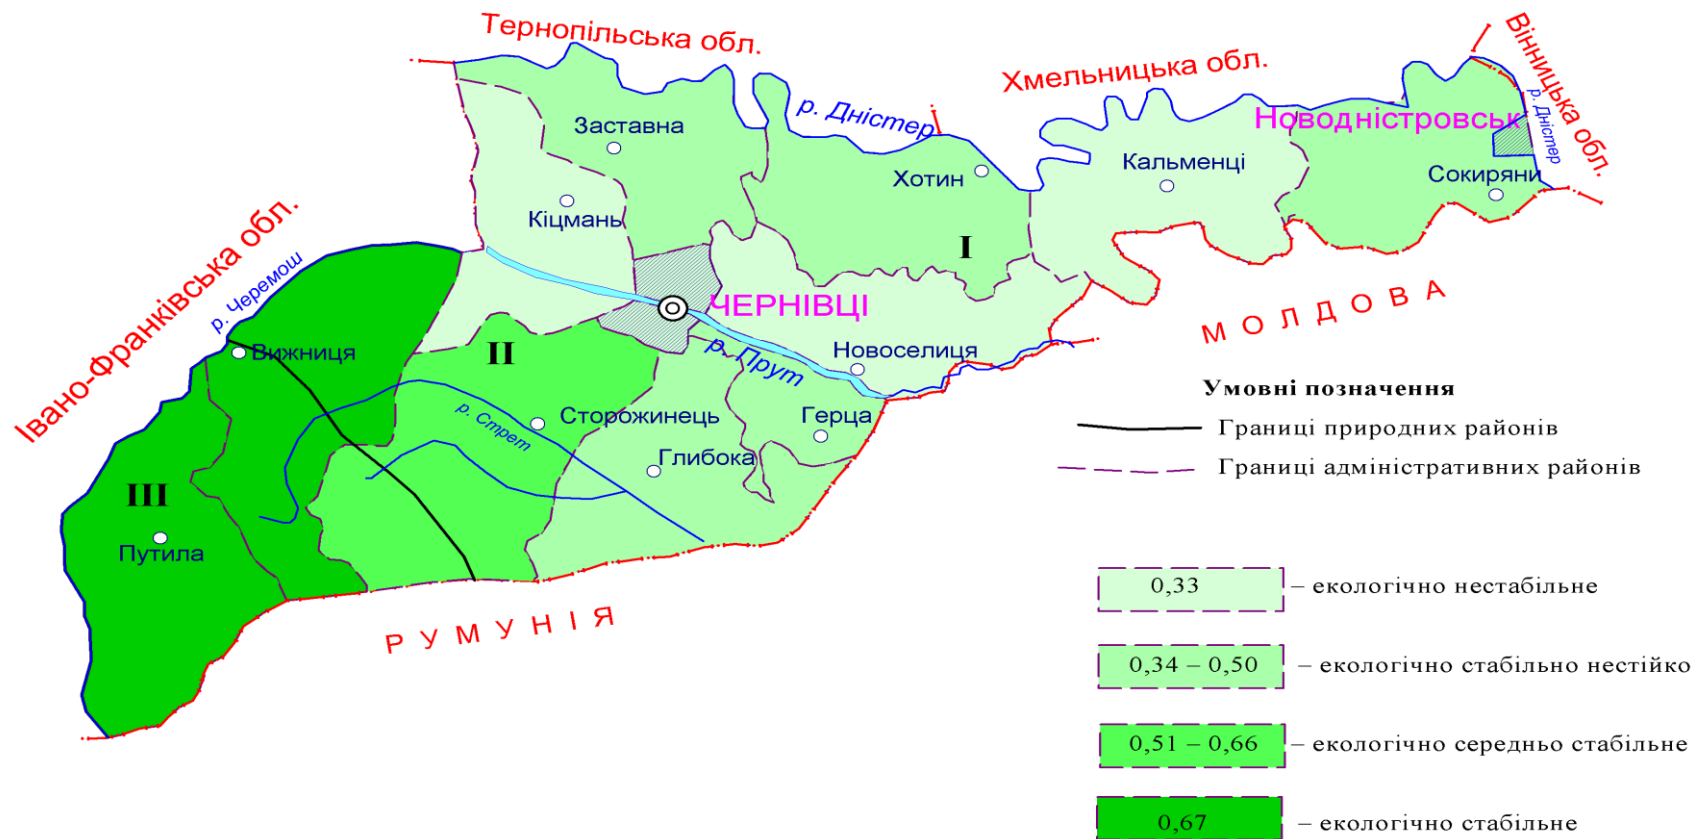 Тернопільська обл.
Хмельницька обл.
Вінницька обл.
р. Дністер
р. Дністер
Новодністровськ
Заставна
Хотин
Кальменці
Сокиряни
Кіцмань
Івано-Франківська обл.
р. Черемош
I
ЧЕРНІВЦІ
МОЛДОВА
Вижниця
II
р. Прут
Новоселиця
Умовні позначення
Границі природних районів
Границі адміністративних районів
р. Стрет
Сторожинець
Герца
Глибока
III
Путила
РУМУНІЯ
0,33 – екологічно нестабільне
0,34 – 0,50 – екологічно стабільно нестійко
0,51 – 0,66 – екологічно середньо стабільне
0,67 – екологічно стабільне